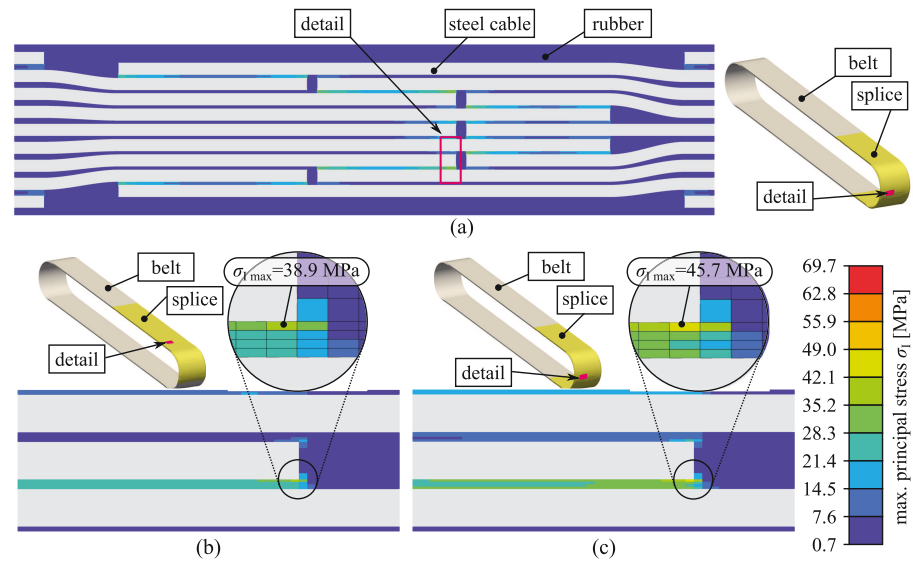 detail
steel cable
rubber
belt
splice
detail
(a)
belt
splice
detail
σI max=38.9 MPa
(b)
belt
splice
detail
σI max=45.7 MPa
(c)
69.7
62.8
55.9
49.0
42.1
35.2
28.3
21.4
14.5
7.6
0.7
max. principal stress σI [MPa]